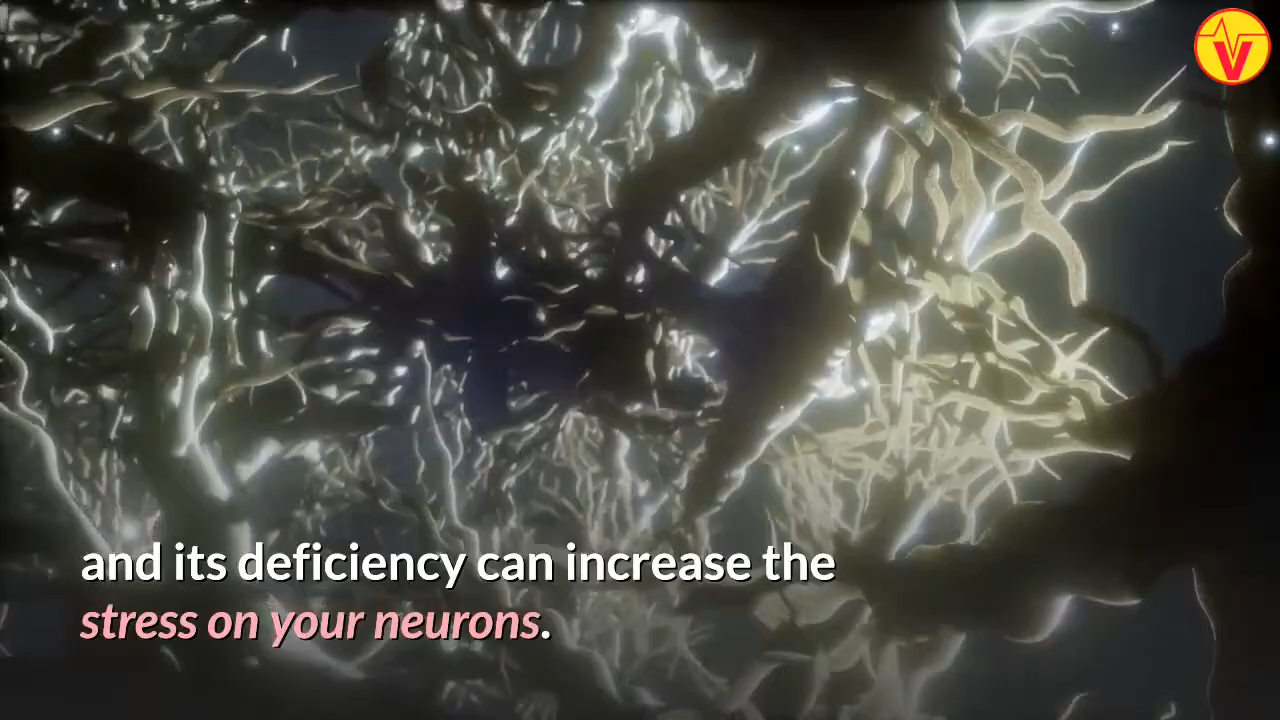 V
and its deficiency can increase the
stress on your neurons.